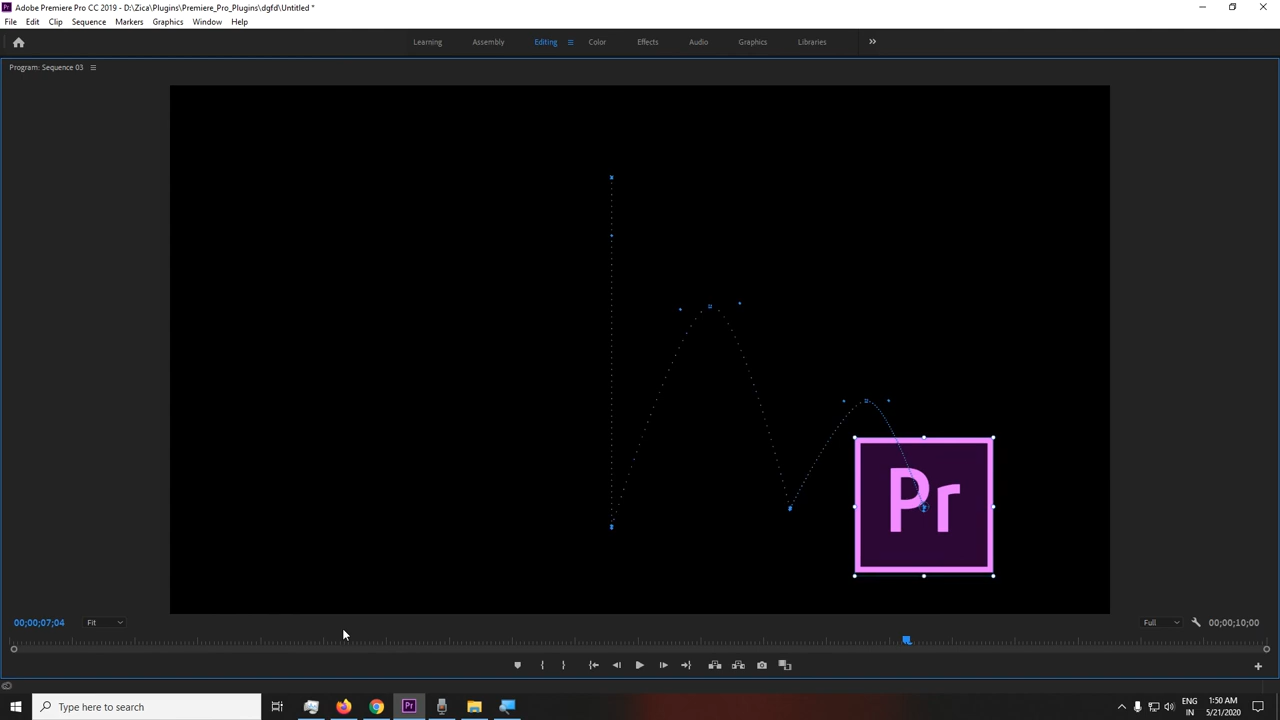 Adobe Premiere Pro CC 2019 - D:\Zica\Plugins\Premiere_Pro_Plugins\dgfd\Untitled *
File Edit Clip Sequence Markers Graphics Window Help
Learning Assembly Editing Color Effects Audio Graphics Libraries
Program: Sequence 03
Pr
00;00;07;04 Fit Full 00;00;10;00
Type here to search
Pr
ENG
IN
1:50 AM
5/21/2020